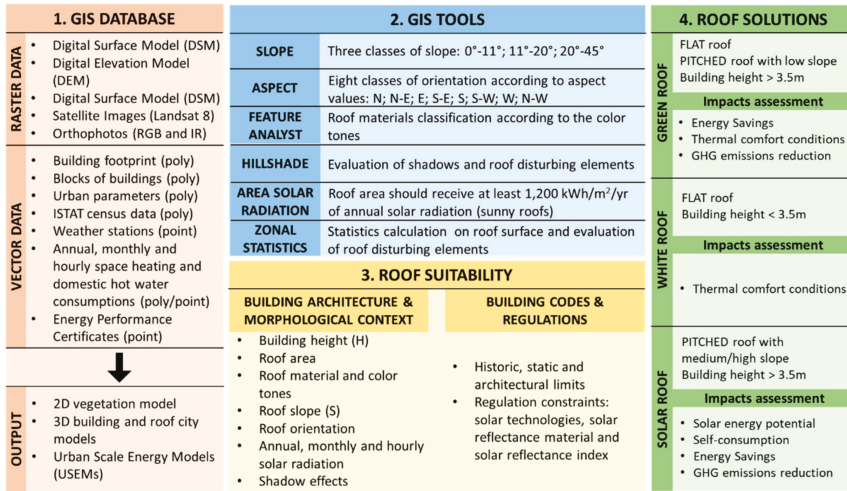 1. GIS DATABASE
RASTER DATA
• Digital Surface Model (DSM)
• Digital Elevation Model
(DEM)
• Digital Surface Model (DSM)
• Satellite Images (Landsat 8)
• Orthophotos (RGB and IR)
VECTOR DATA
• Building footprint (poly)
• Blocks of buildings (poly)
• Urban parameters (poly)
• ISTAT census data (poly)
• Weather stations (point)
• Annual, monthly and
hourly space heating and
domestic hot water
consumptions (poly/point)
• Energy Performance
Certificates (point)
OUTPUT
• 2D vegetation model
• 3D building and roof city
models
• Urban Scale Energy Models
(USEMs)
2. GIS TOOLS
SLOPE
Three classes of slope: 0°-11°; 11°-20°; 20°-45°
ASPECT
Eight classes of orientation according to aspect
values: N; N-E; E; S-E; S; S-W; W; N-W
FEATURE
ANALYST
Roof materials classification according to the color
tones
HILLSHADE
Evaluation of shadows and roof disturbing elements
AREA SOLAR
RADIATION
Roof area should receive at least 1,200 kWh/m²/yr
of annual solar radiation (sunny roofs)
ZONAL
STATISTICS
Statistics calculation on roof surface and evaluation
of roof disturbing elements
3. ROOF SUITABILITY
BUILDING ARCHITECTURE &
MORPHOLOGICAL CONTEXT
• Building height (H)
• Roof area
• Roof material and color
tones
• Roof slope (S)
• Roof orientation
• Annual, monthly and hourly
solar radiation
• Shadow effects
BUILDING CODES &
REGULATIONS
• Historic, static and
architectural limits
• Regulation constraints:
solar technologies, solar
reflectance material and
solar reflectance index
4. ROOF SOLUTIONS
GREEN ROOF
FLAT roof
PITCHED roof with low slope
Building height > 3.5m
Impacts assessment
• Energy Savings
• Thermal comfort conditions
• GHG emissions reduction
WHITE ROOF
FLAT roof
Building height < 3.5m
Impacts assessment
• Thermal comfort conditions
SOLAR ROOF
PITCHED roof with
medium/high slope
Building height > 3.5m
Impacts assessment
• Solar energy potential
• Self-consumption
• Energy Savings
• GHG emissions reduction